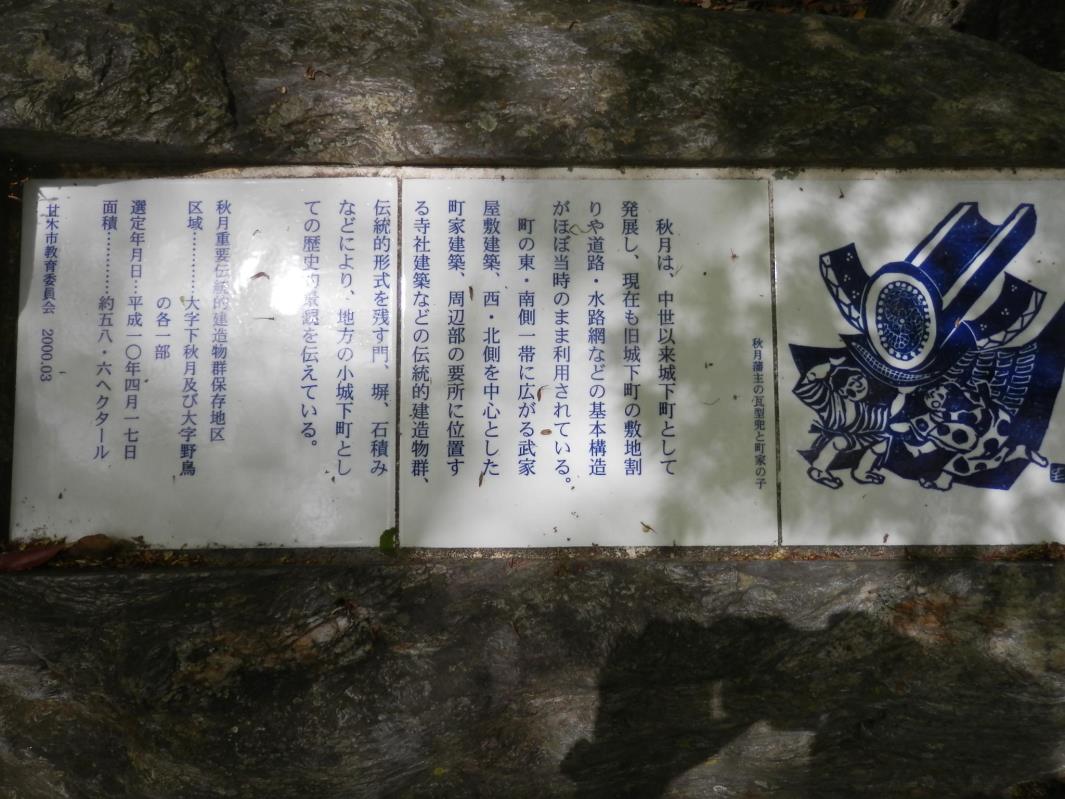 秋月藩主の瓦型兜と町家の子
秋月は、中世以来城下町として
発展し、現在も旧城下町の敷地割
りや道路・水路網などの基本構造
がほぼ当時のまま利用されている。
町の東・南側一帯に広がる武家
屋敷建築、西・北側を中心とした
町家建築、周辺部の要所に位置す
る寺社建築などの伝統的建造物群、
伝統的形式を残す門、塀、石積み
などにより、地方の小城下町とし
ての歴史的景観を伝えている。
秋月重要伝統的建造物群保存地区
区域…………大字下秋月及び大字野鳥
の各一部
選定年月日…平成一〇年四月一七日
面積…………約五八・六ヘクタール
甘木市教育委員会 2000.03